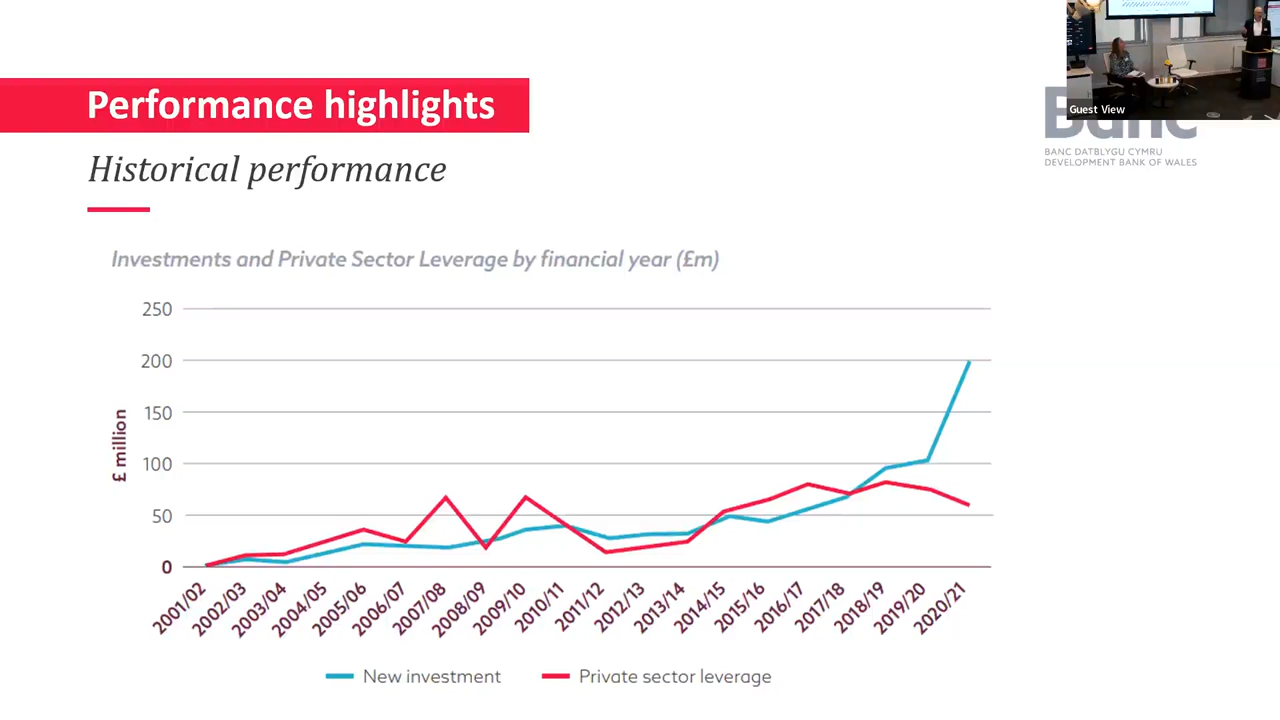 Performance highlights
Guest View
Banc
BANC DATBLYGU CYMRU
DEVELOPMENT BANK OF WALES
Historical performance
Investments and Private Sector Leverage by financial year (£m)
£ million
250
200
150
100
50
0
2001/02
2002/03
2003/04
2004/05
2005/06
2006/07
2007/08
2008/09
2009/10
2010/11
2011/12
2012/13
2013/14
2014/15
2015/16
2016/17
2017/18
2018/19
2019/20
2020/21
New investment
Private sector leverage